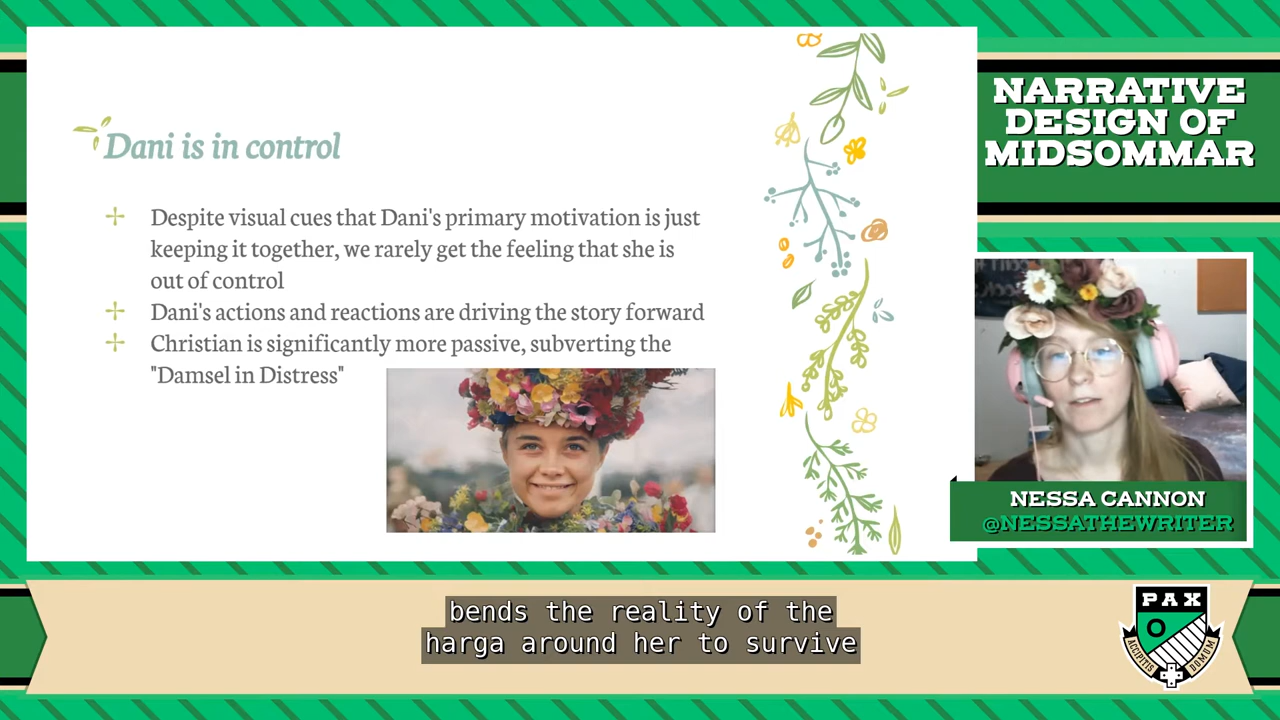 Dani is in control
Despite visual cues that Dani's primary motivation is just
keeping it together, we rarely get the feeling that she is
out of control
Dani's actions and reactions are driving the story forward
Christian is significantly more passive, subverting the
"Damsel in Distress"
NARRATIVE
DESIGN OF
MIDSOMMAR
NESSA CANNON
@NESSATHEWRITER
bends the reality of the
harga around her to survive
PAX
O
ACCIPITIS
DOMUM